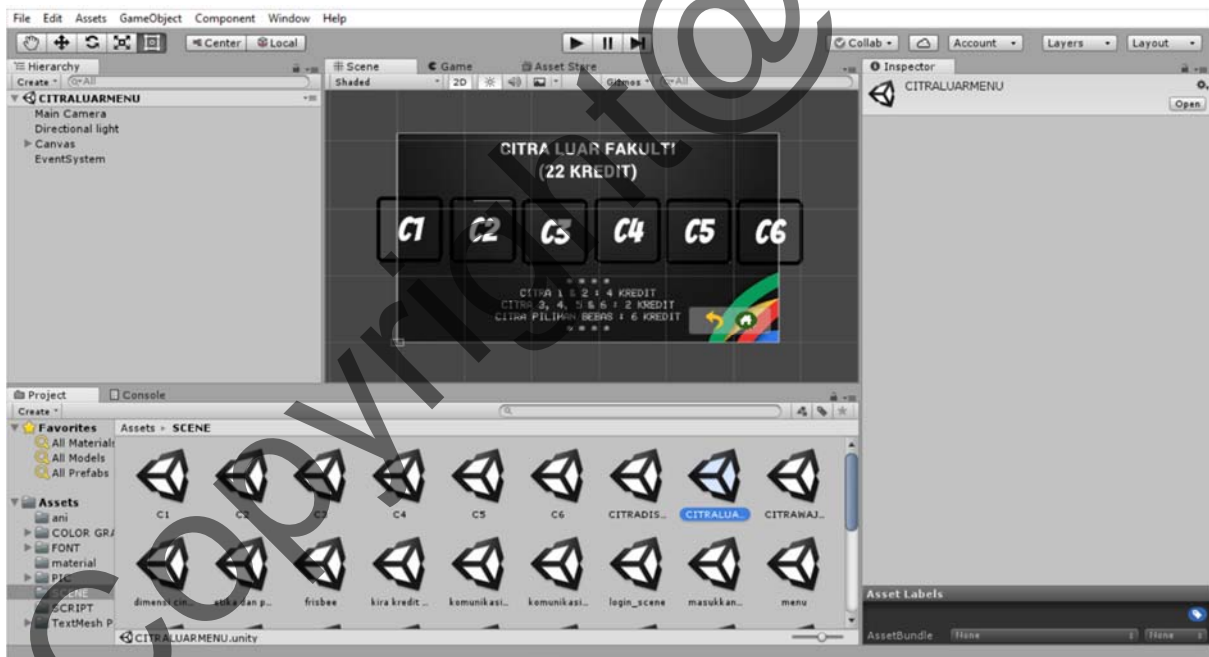 File Edit Assets GameObject Component Window Help
Center Local
Collab Account Layers Layout
Hierarchy
Create All
CITRALUARMENU
Main Camera
Directional light
Canvas
EventSystem
Scene Game Asset Store
Shaded 2D Gizmos All
CITRA LUAR FAKULTI
(22 KREDIT)
C1 C2 C3 C4 C5 C6
CITRA 1 & 2 : 4 KREDIT
CITRA 3, 4, 5 & 6 : 2 KREDIT
CITRA PILIHAN BEBAS : 6 KREDIT
Inspector
CITRALUARMENU
Open
Project Console
Create
Favorites
All Materials
All Models
All Prefabs
Assets
ani
COLOR GRA
FONT
material
PIC
SCENE
SCRIPT
TextMesh P
Assets SCENE
C1 C2 C3 C4 C5 C6 CITRADIS... CITRALUA... CITRAWAJ...
dimensi cin... etika dan p... frisbee kira kredit ... komunikasi... komunikasi... login_scene masukkan... menu
CITRALUARMENU.unity
Asset Labels
AssetBundle None None
Copyright@